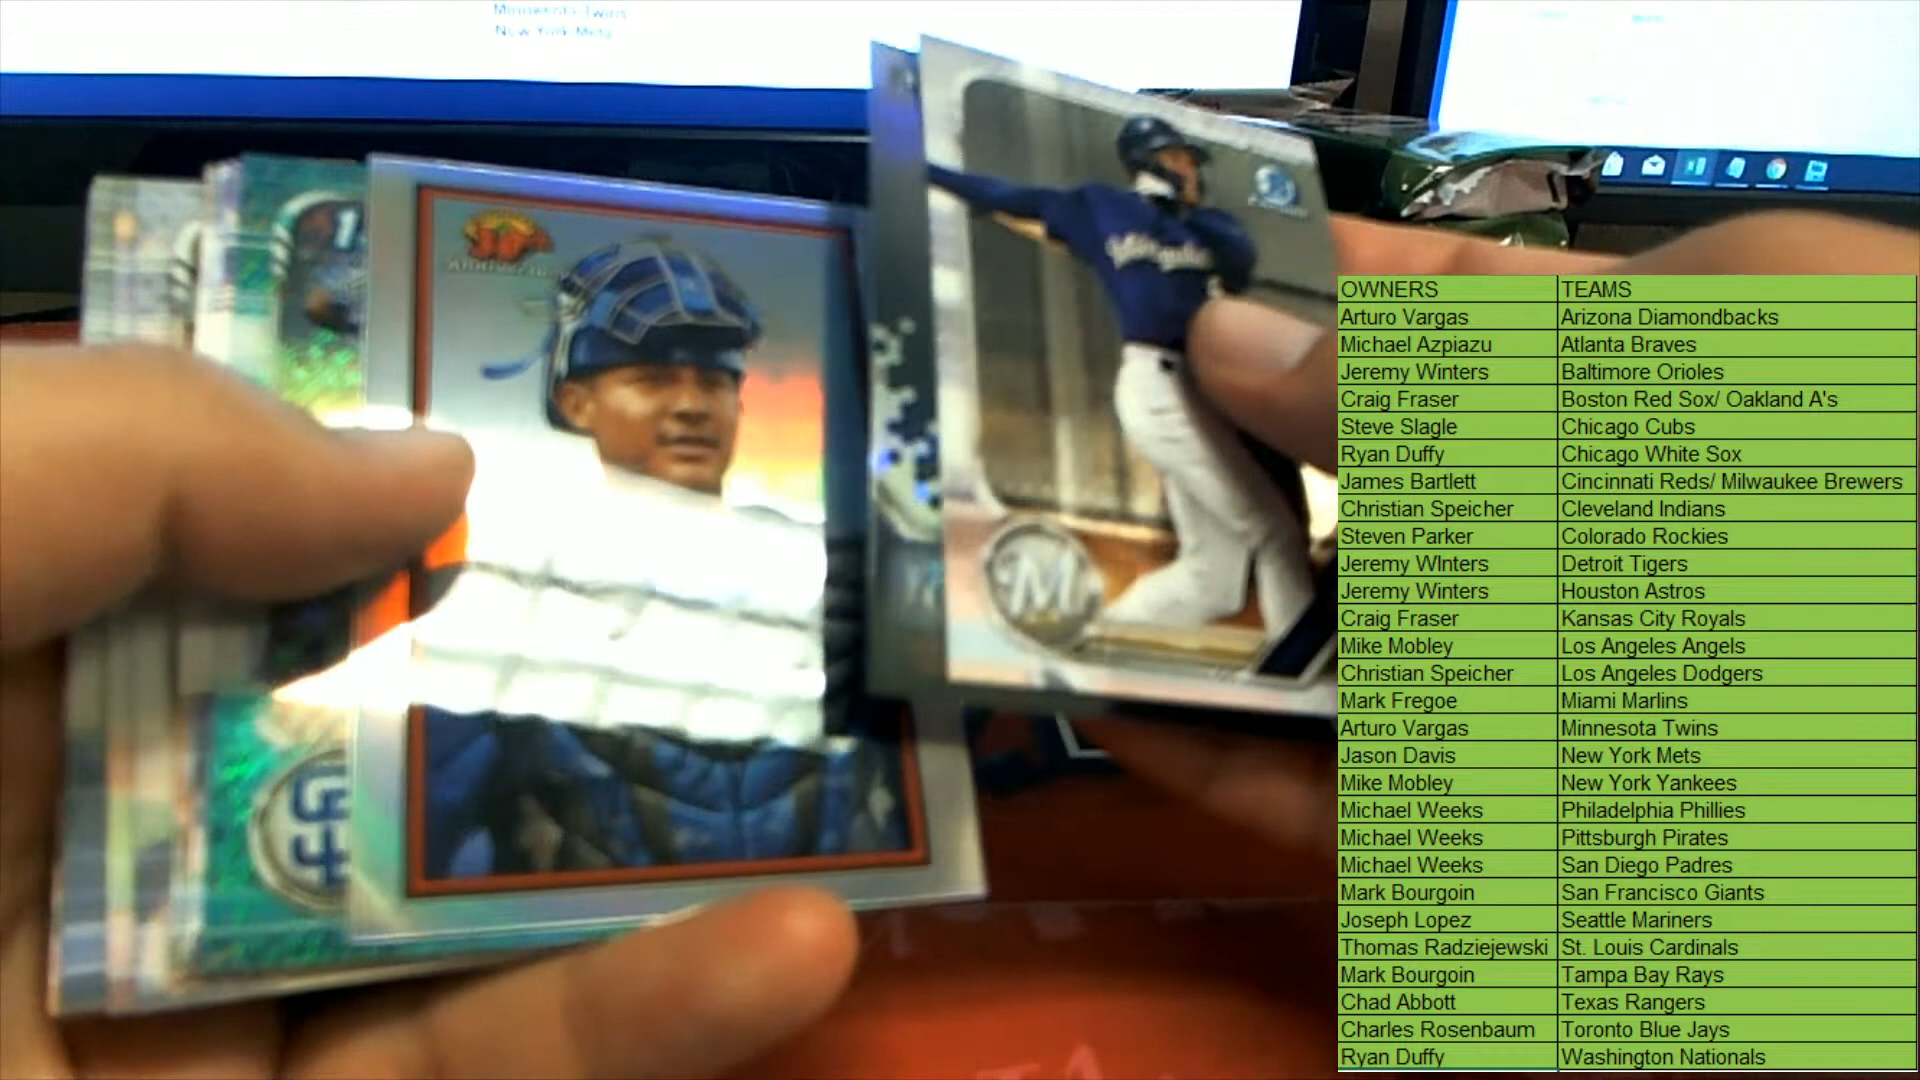 Minnesota Twins
New York Mets
30th
Anniversary
M
OWNERS TEAMS
Arturo Vargas Arizona Diamondbacks
Michael Azpiazu Atlanta Braves
Jeremy Winters Baltimore Orioles
Craig Fraser Boston Red Sox/ Oakland A's
Steve Slagle Chicago Cubs
Ryan Duffy Chicago White Sox
James Bartlett Cincinnati Reds/ Milwaukee Brewers
Christian Speicher Cleveland Indians
Steven Parker Colorado Rockies
Jeremy WInters Detroit Tigers
Jeremy Winters Houston Astros
Craig Fraser Kansas City Royals
Mike Mobley Los Angeles Angels
Christian Speicher Los Angeles Dodgers
Mark Fregoe Miami Marlins
Arturo Vargas Minnesota Twins
Jason Davis New York Mets
Mike Mobley New York Yankees
Michael Weeks Philadelphia Phillies
Michael Weeks Pittsburgh Pirates
Michael Weeks San Diego Padres
Mark Bourgoin San Francisco Giants
Joseph Lopez Seattle Mariners
Thomas Radziejewski St. Louis Cardinals
Mark Bourgoin Tampa Bay Rays
Chad Abbott Texas Rangers
Charles Rosenbaum Toronto Blue Jays
Ryan Duffy Washington Nationals